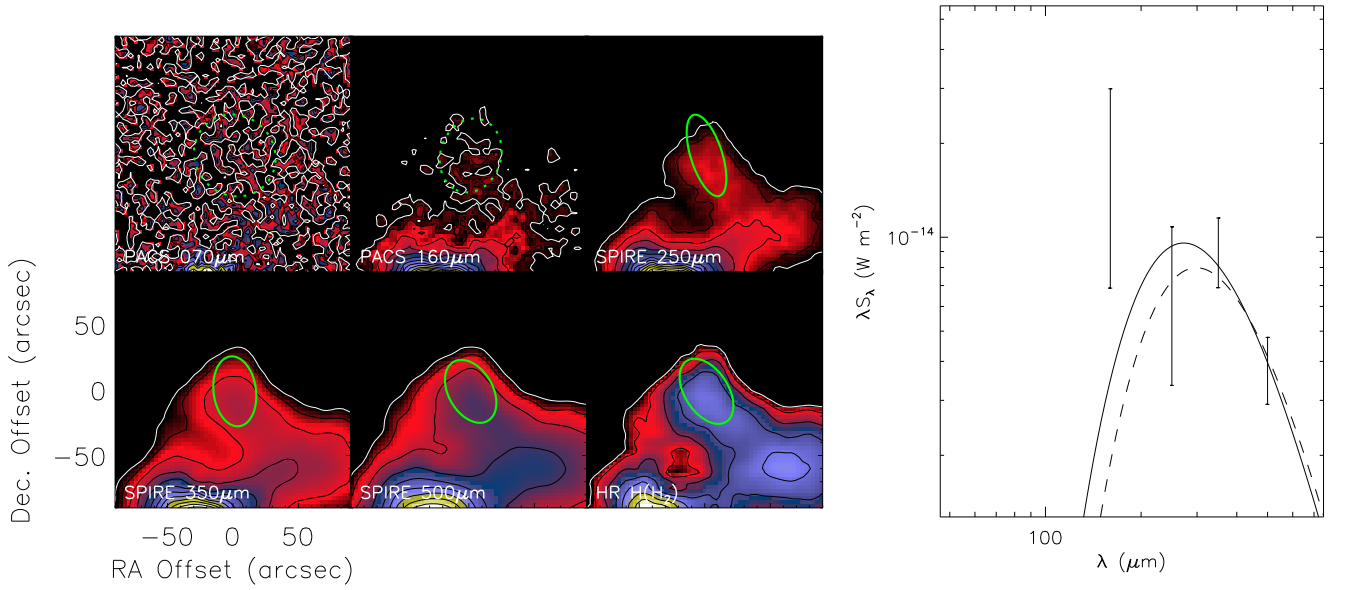 PACS 070μm
PACS 160μm
SPIRE 250μm
SPIRE 350μm
SPIRE 500μm
HR H(H₂)
Dec. Offset (arcsec)
50
0
−50
−50 0 50
RA Offset (arcsec)
λS_λ (W m⁻²)
10⁻¹⁴
100
λ (μm)